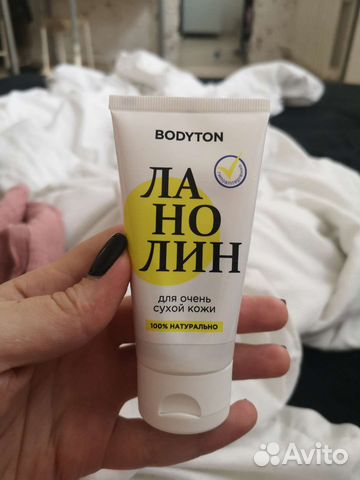 BODYTON
ЛА
НО
ЛИН
для очень
сухой кожи
100% НАТУРАЛЬНО
Avito